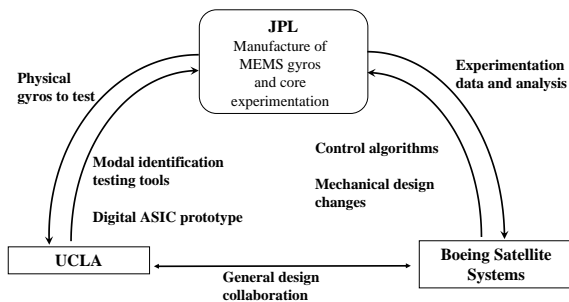 JPL
Manufacture of
MEMS gyros
and core
experimentation
Physical
gyros to test
Experimentation
data and analysis
Modal identification
testing tools
Digital ASIC prototype
Control algorithms
Mechanical design
changes
UCLA
General design
collaboration
Boeing Satellite
Systems